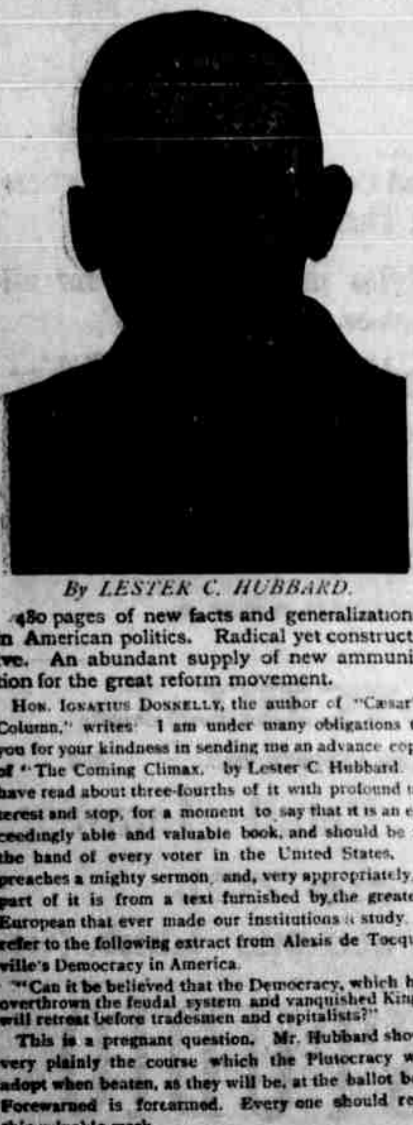 By LESTER C. HUBBARD.
480 pages of new facts and generalization
n American politics. Radical yet construct
ve. An abundant supply of new ammuni
tion for the great reform movement.
HON. IGNATIUS DONNELLY, the author of "Cæsar'
Column," writes: I am under many obligations t
you for your kindness in sending me an advance cop
of "The Coming Climax, by Lester C. Hubbard.
have read about three-fourths of it with profound i
terest and stop, for a moment to say that it is an e
ceedingly able and valuable book, and should be
the hand of every voter in the United States.
preaches a mighty sermon, and, very appropriately,
part of it is from a text furnished by the greate
European that ever made our institutions a study.
refer to the following extract from Alexis de Tocqu
ville's Democracy in America.
"'Can it be believed that the Democracy, which h
overthrown the feudal system and vanquished King
will retreat before tradesmen and capitalists?"
This is a pregnant question. Mr. Hubbard sho
very plainly the course which the Plutocracy w
adopt when beaten, as they will be, at the ballot b
Forewarned is forearmed. Every one should re